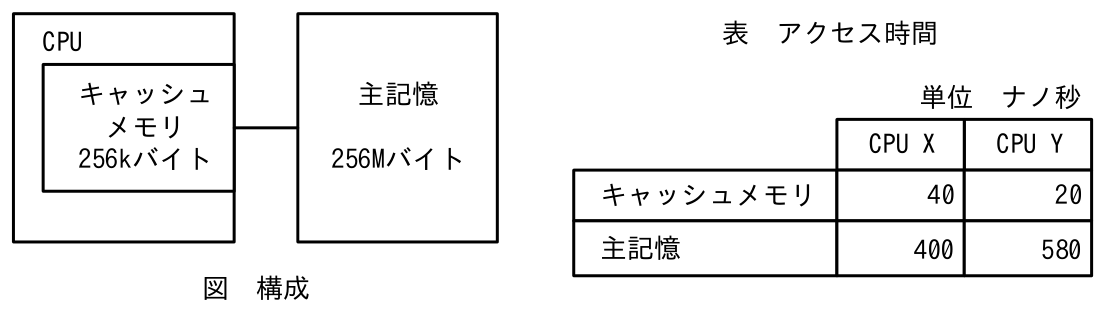 CPU
キャッシュ
メモリ
256kバイト
主記憶
256Mバイト
図　構成
表　アクセス時間
単位　ナノ秒
CPU X CPU Y
キャッシュメモリ 40 20
主記憶 400 580